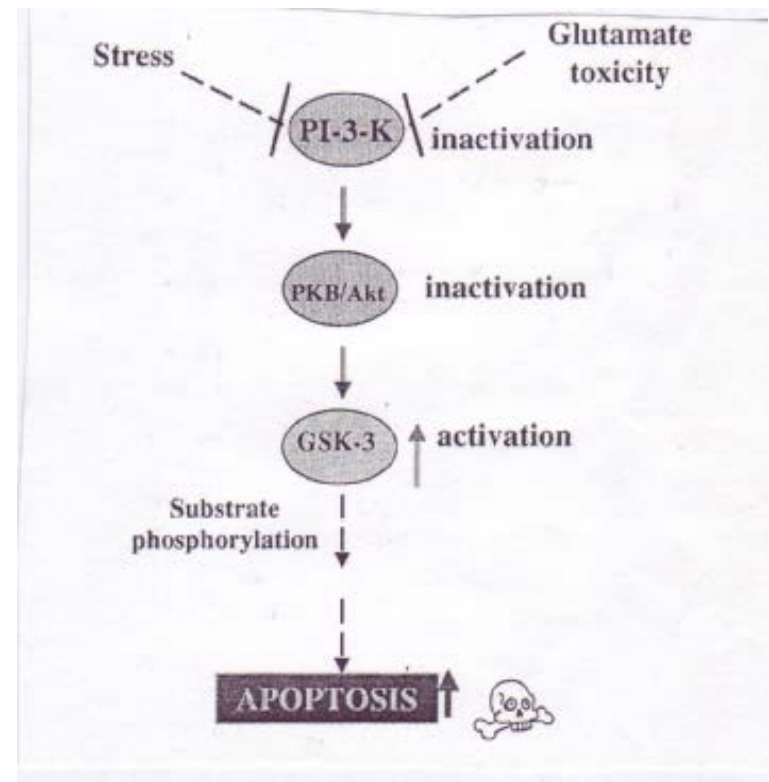 Stress
Glutamate
toxicity
PI-3-K
inactivation
PKB/Akt
inactivation
GSK-3
activation
Substrate
phosphorylation
APOPTOSIS